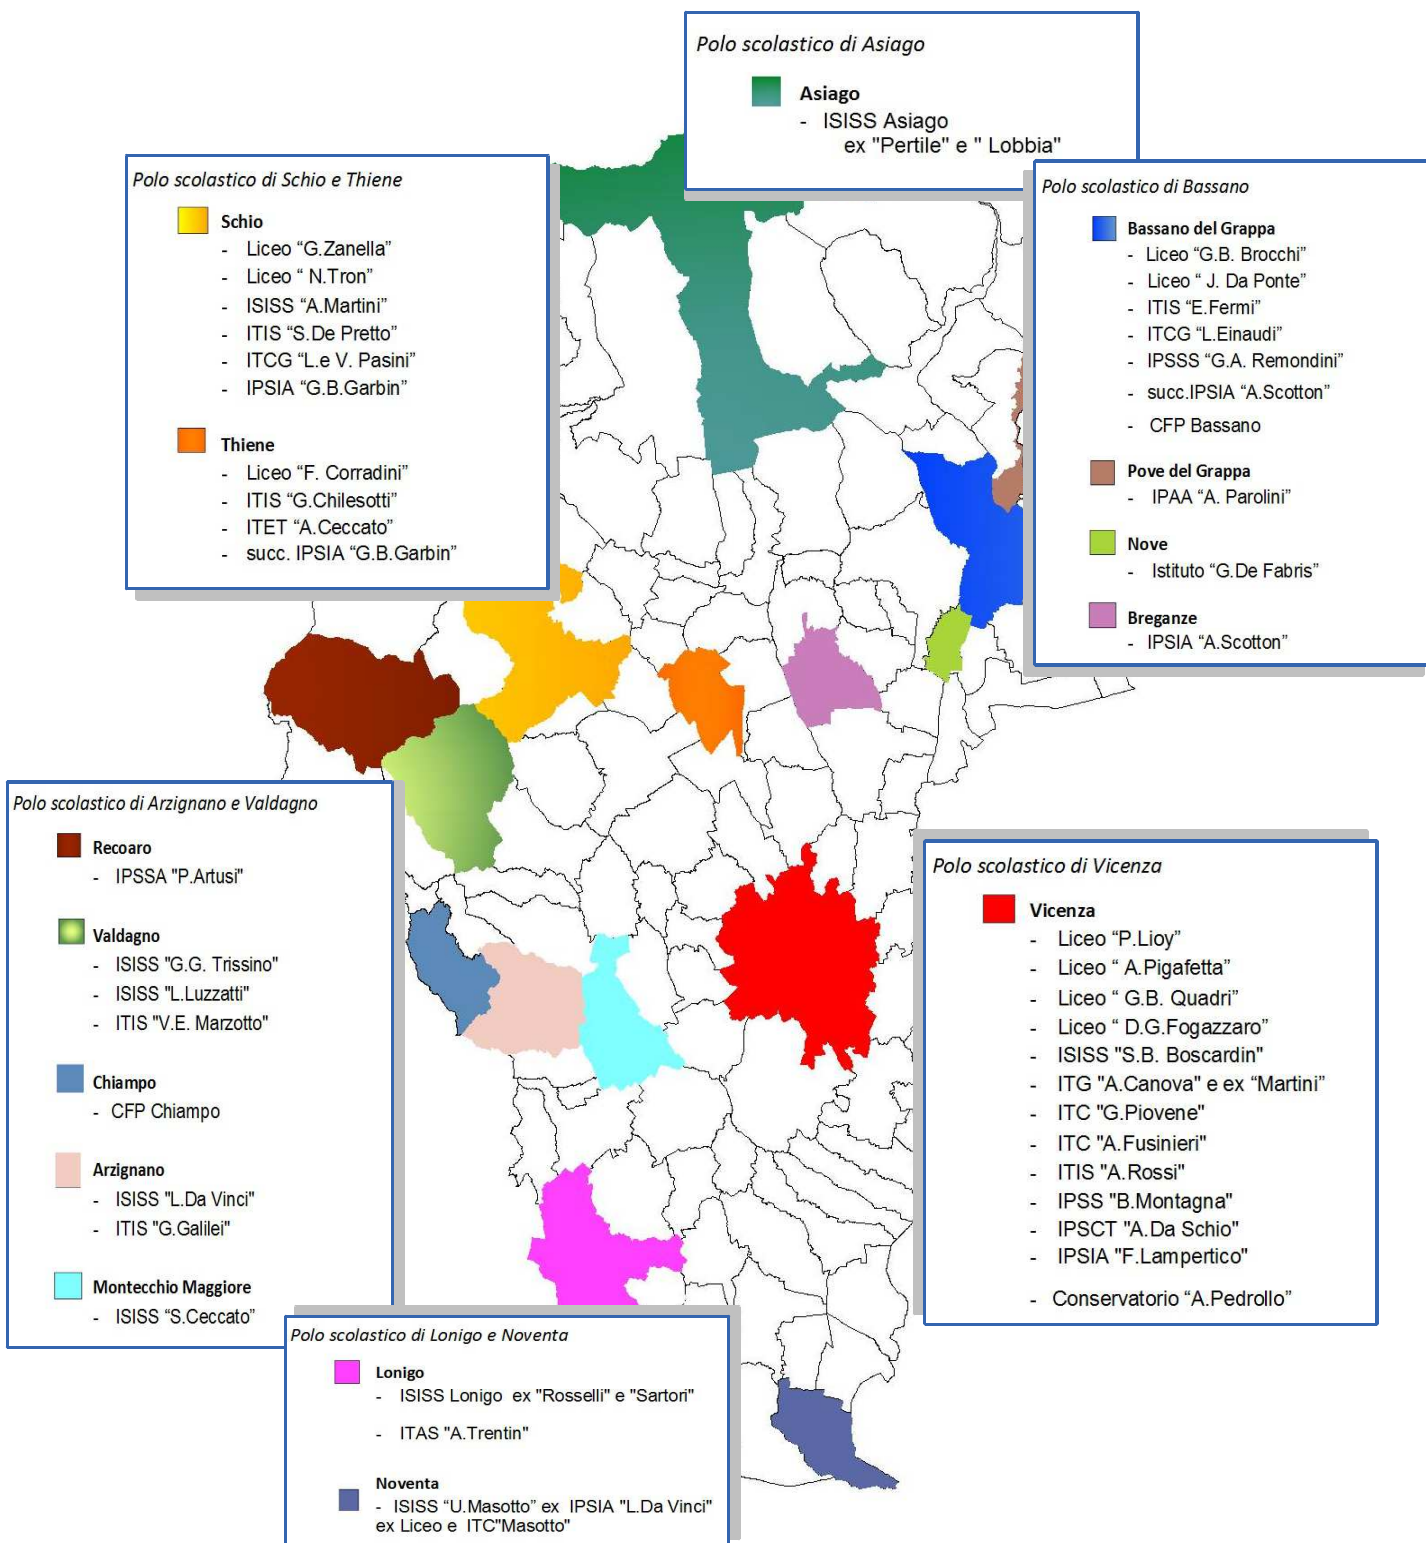 Polo scolastico di Asiago
Asiago
- ISISS Asiago
ex "Pertile" e " Lobbia"
Polo scolastico di Schio e Thiene
Schio
- Liceo “G.Zanella”
- Liceo “ N.Tron”
- ISISS “A.Martini”
- ITIS “S.De Pretto”
- ITCG “L.e V. Pasini”
- IPSIA “G.B.Garbin”
Thiene
- Liceo “F. Corradini”
- ITIS “G.Chilesotti”
- ITET “A.Ceccato”
- succ. IPSIA “G.B.Garbin”
Polo scolastico di Bassano
Bassano del Grappa
- Liceo “G.B. Brocchi”
- Liceo “ J. Da Ponte”
- ITIS “E.Fermi”
- ITCG “L.Einaudi”
- IPSSS “G.A. Remondini”
- succ.IPSIA “A.Scotton”
- CFP Bassano
Pove del Grappa
- IPAA “A. Parolini”
Nove
- Istituto “G.De Fabris”
Breganze
- IPSIA “A.Scotton”
Polo scolastico di Arzignano e Valdagno
Recoaro
- IPSSA "P.Artusi"
Valdagno
- ISISS "G.G. Trissino"
- ISISS "L.Luzzatti"
- ITIS "V.E. Marzotto"
Chiampo
- CFP Chiampo
Arzignano
- ISISS "L.Da Vinci"
- ITIS "G.Galilei"
Montecchio Maggiore
- ISISS “S.Ceccato”
Polo scolastico di Vicenza
Vicenza
- Liceo “P.Lioy”
- Liceo “ A.Pigafetta”
- Liceo “ G.B. Quadri”
- Liceo “ D.G.Fogazzaro”
- ISISS "S.B. Boscardin"
- ITG "A.Canova" e ex “Martini”
- ITC "G.Piovene"
- ITC "A.Fusinieri"
- ITIS "A.Rossi"
- IPSS "B.Montagna"
- IPSCT "A.Da Schio"
- IPSIA "F.Lampertico"
- Conservatorio “A.Pedrollo”
Polo scolastico di Lonigo e Noventa
Lonigo
- ISISS Lonigo ex "Rosselli" e "Sartori"
- ITAS "A.Trentin"
Noventa
- ISISS “U.Masotto” ex IPSIA "L.Da Vinci"
ex Liceo e ITC"Masotto"